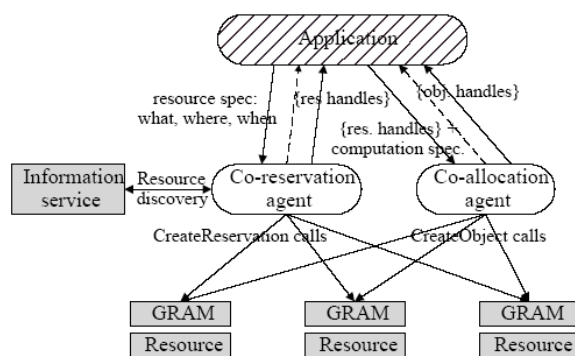 Application
resource spec:
what, where, when
{res handles}
{obj. handles}
{res. handles} +
computation spec.
Information
service
Resource
discovery
Co-reservation
agent
Co-allocation
agent
CreateReservation calls
CreateObject calls
GRAM
GRAM
GRAM
Resource
Resource
Resource